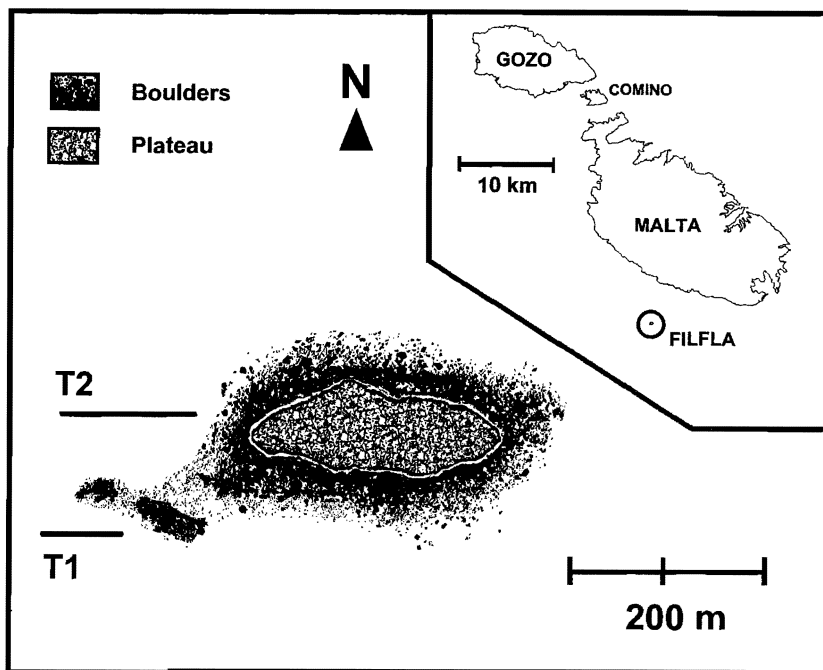 Boulders
Plateau
N
GOZO
COMINO
10 km
MALTA
FILFLA
T2
T1
200 m